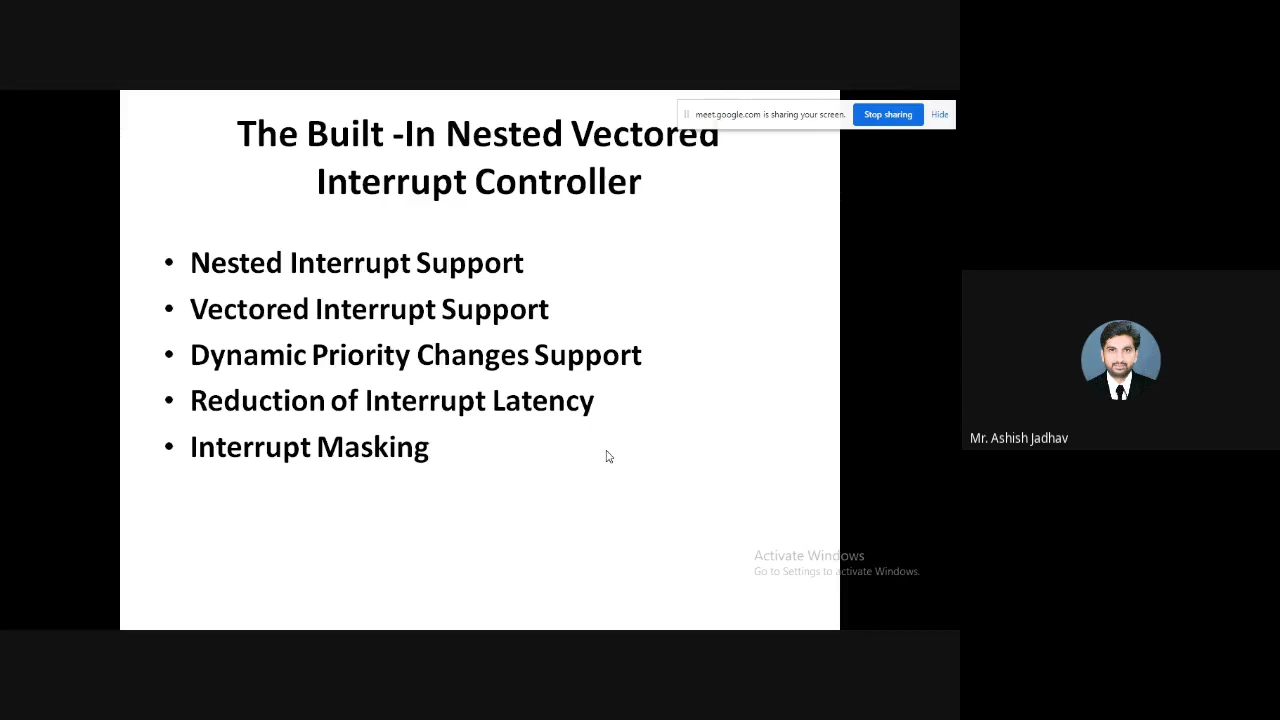 The Built -In Nested Vectored
Interrupt Controller
meet.google.com is sharing your screen.
Stop sharing
Hide
• Nested Interrupt Support
• Vectored Interrupt Support
• Dynamic Priority Changes Support
• Reduction of Interrupt Latency
• Interrupt Masking
Mr. Ashish Jadhav
Activate Windows
Go to Settings to activate Windows.